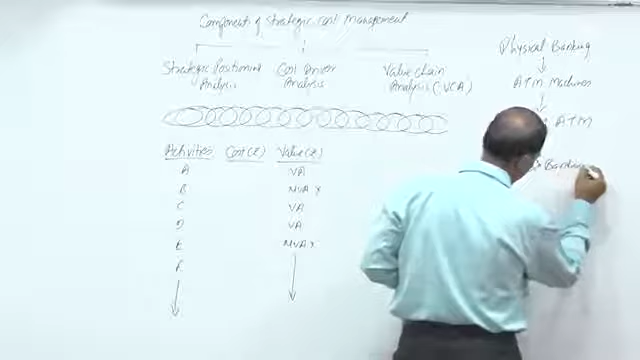 Components of Strategic Cost Management
Strategic Positioning Analysis
Cost Driver Analysis
Value Chain Analysis (VCA)
Activities Cost(₹) Value(₹)
A VA
B NVA X
C VA
D VA
E NVA X
F
Physical Banking
ATM Machines
ATM
Banking